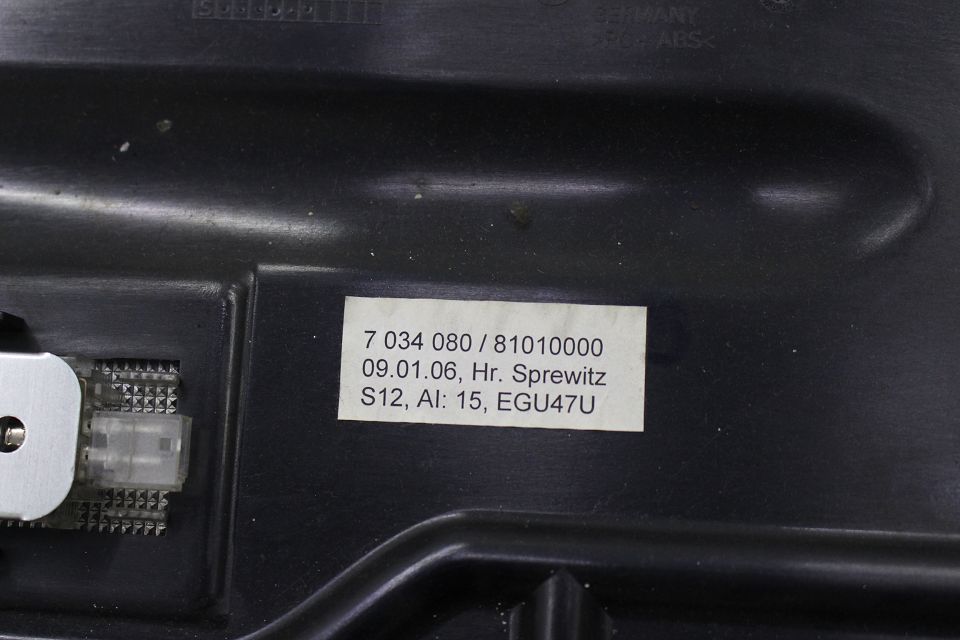 GERMANY
ABS<
7 034 080 / 81010000
09.01.06, Hr. Sprewitz
S12, AI: 15, EGU47U